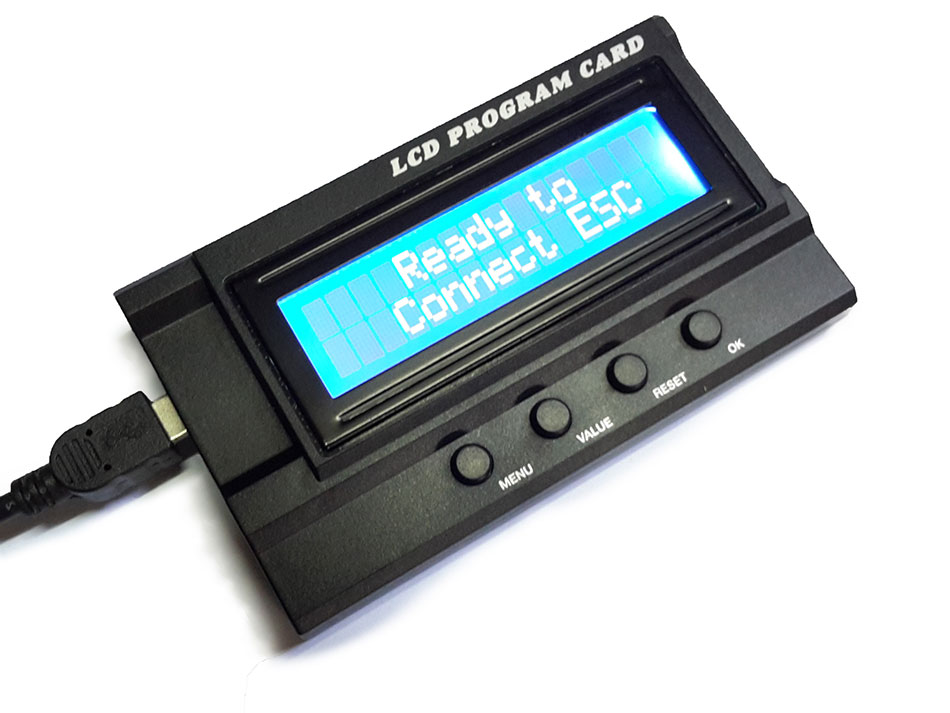 LCD PROGRAM CARD
Ready to
Connect ESC
MENU
VALUE
RESET
OK